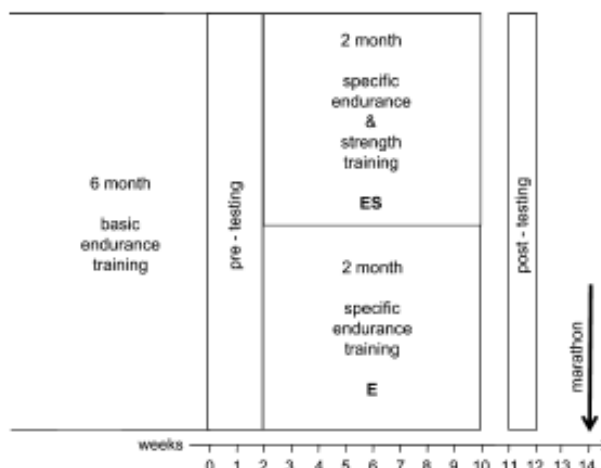 6 month
basic
endurance
training
pre - testing
2 month
specific
endurance
&
strength
training
ES
2 month
specific
endurance
training
E
post - testing
marathon
weeks
0 1 2 3 4 5 6 7 8 9 10 11 12 13 14